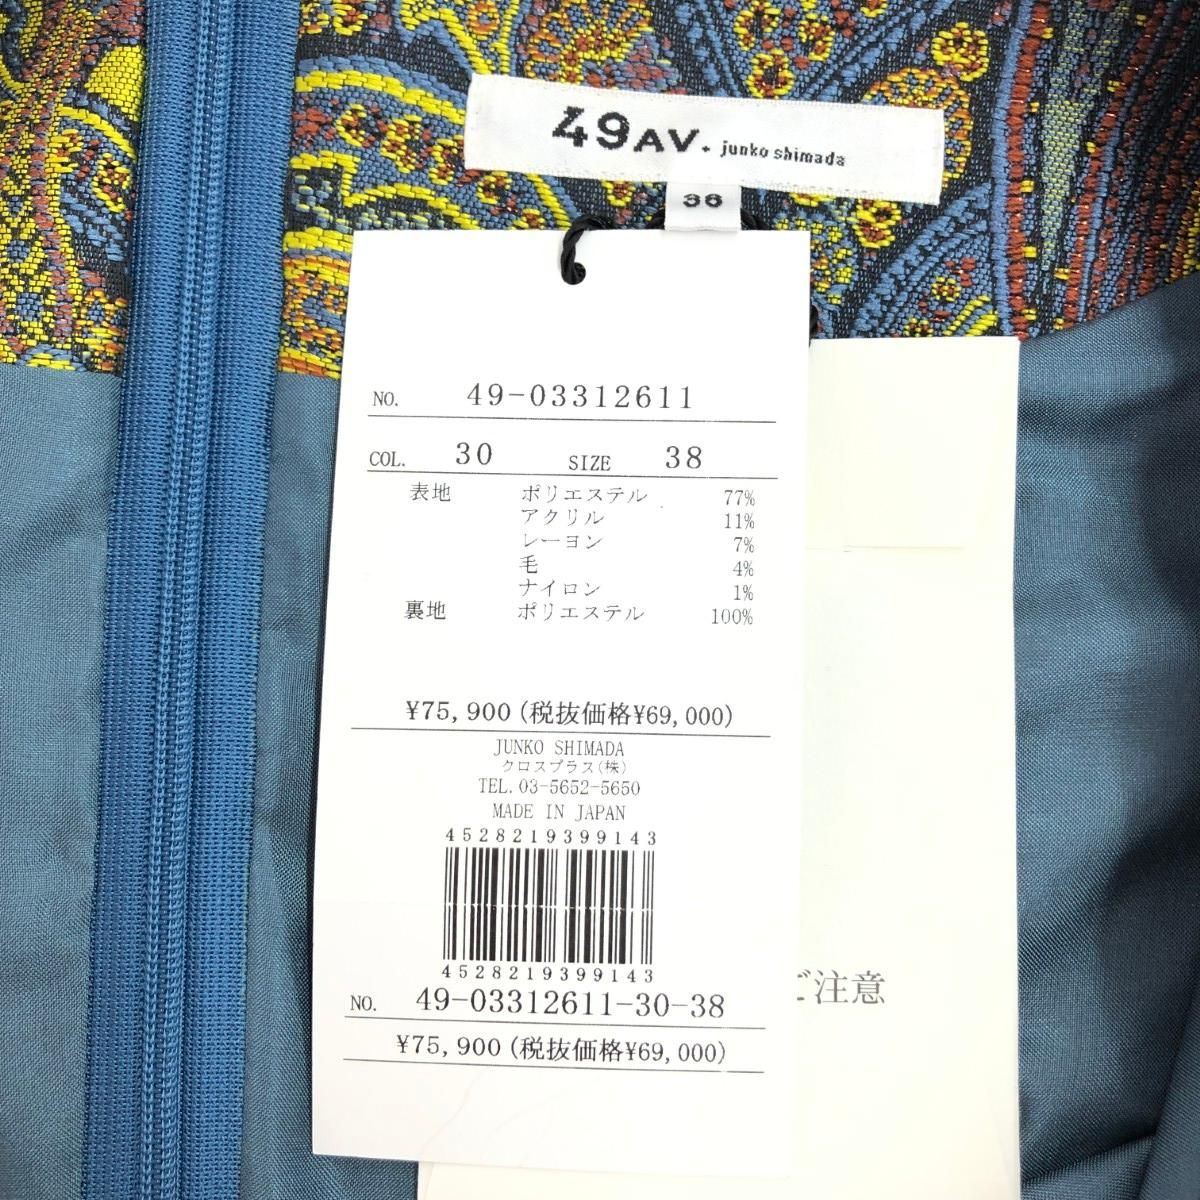 49AV. junko shimada
38
NO. 49-03312611
COL. 30 SIZE 38
表地 ポリエステル 77%
アクリル 11%
レーヨン 7%
毛 4%
ナイロン 1%
裏地 ポリエステル 100%
¥75,900(税抜価格¥69,000)
JUNKO SHIMADA
クロスプラス(株)
TEL. 03-5652-5650
MADE IN JAPAN
4528219399143
4528219399143
NO. 49-03312611-30-38
¥75,900(税抜価格¥69,000)
ご注意